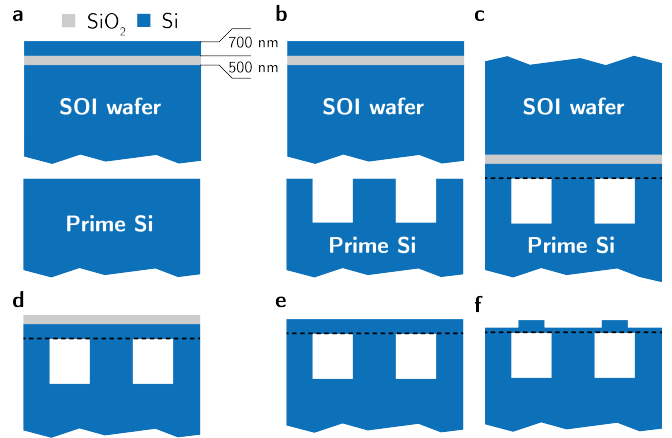 a
SiO₂ Si
700 nm
500 nm
SOI wafer
Prime Si
b
SOI wafer
Prime Si
c
SOI wafer
Prime Si
d
e
f